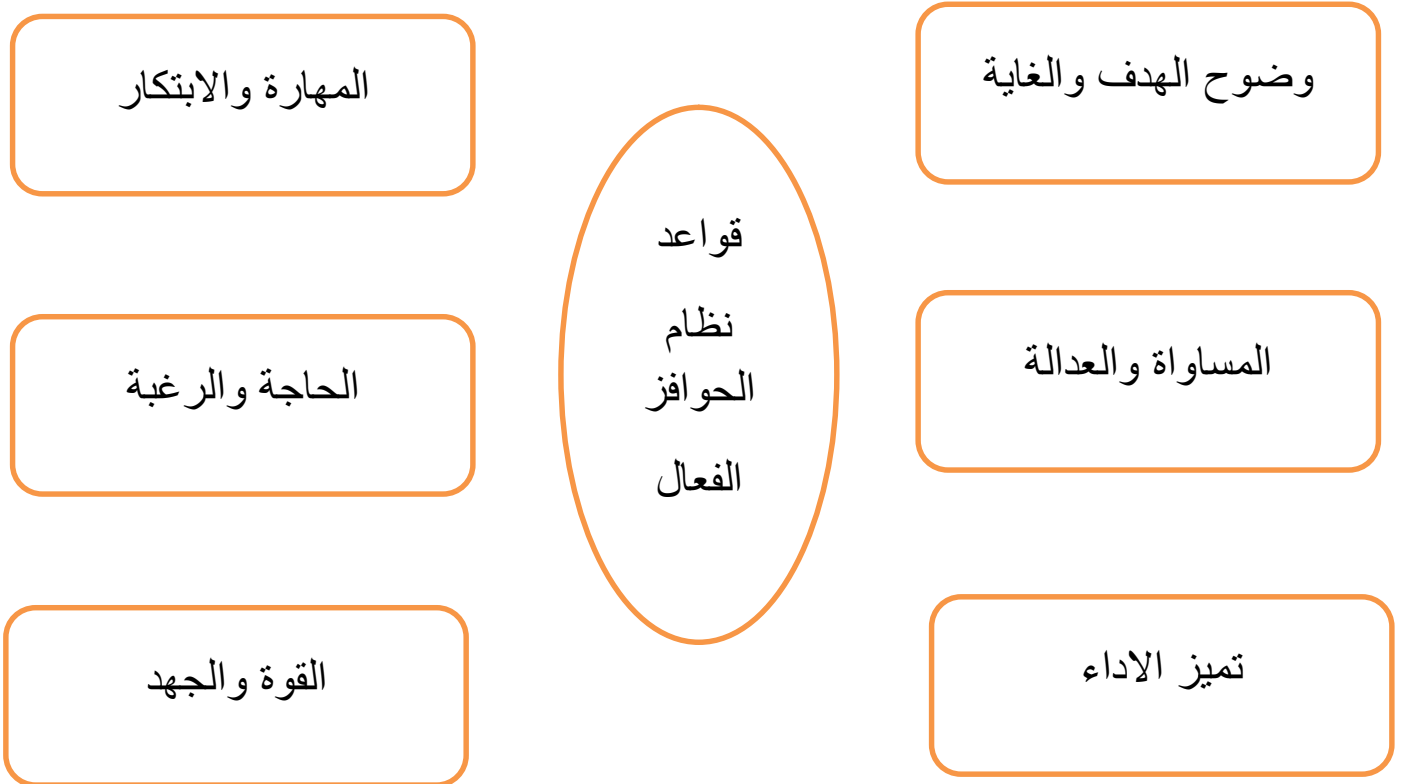 وضوح الهدف والغاية
المهارة والابتكار
قواعد
نظام
الحوافز
الفعال
المساواة والعدالة
الحاجة والرغبة
تميز الاداء
القوة والجهد